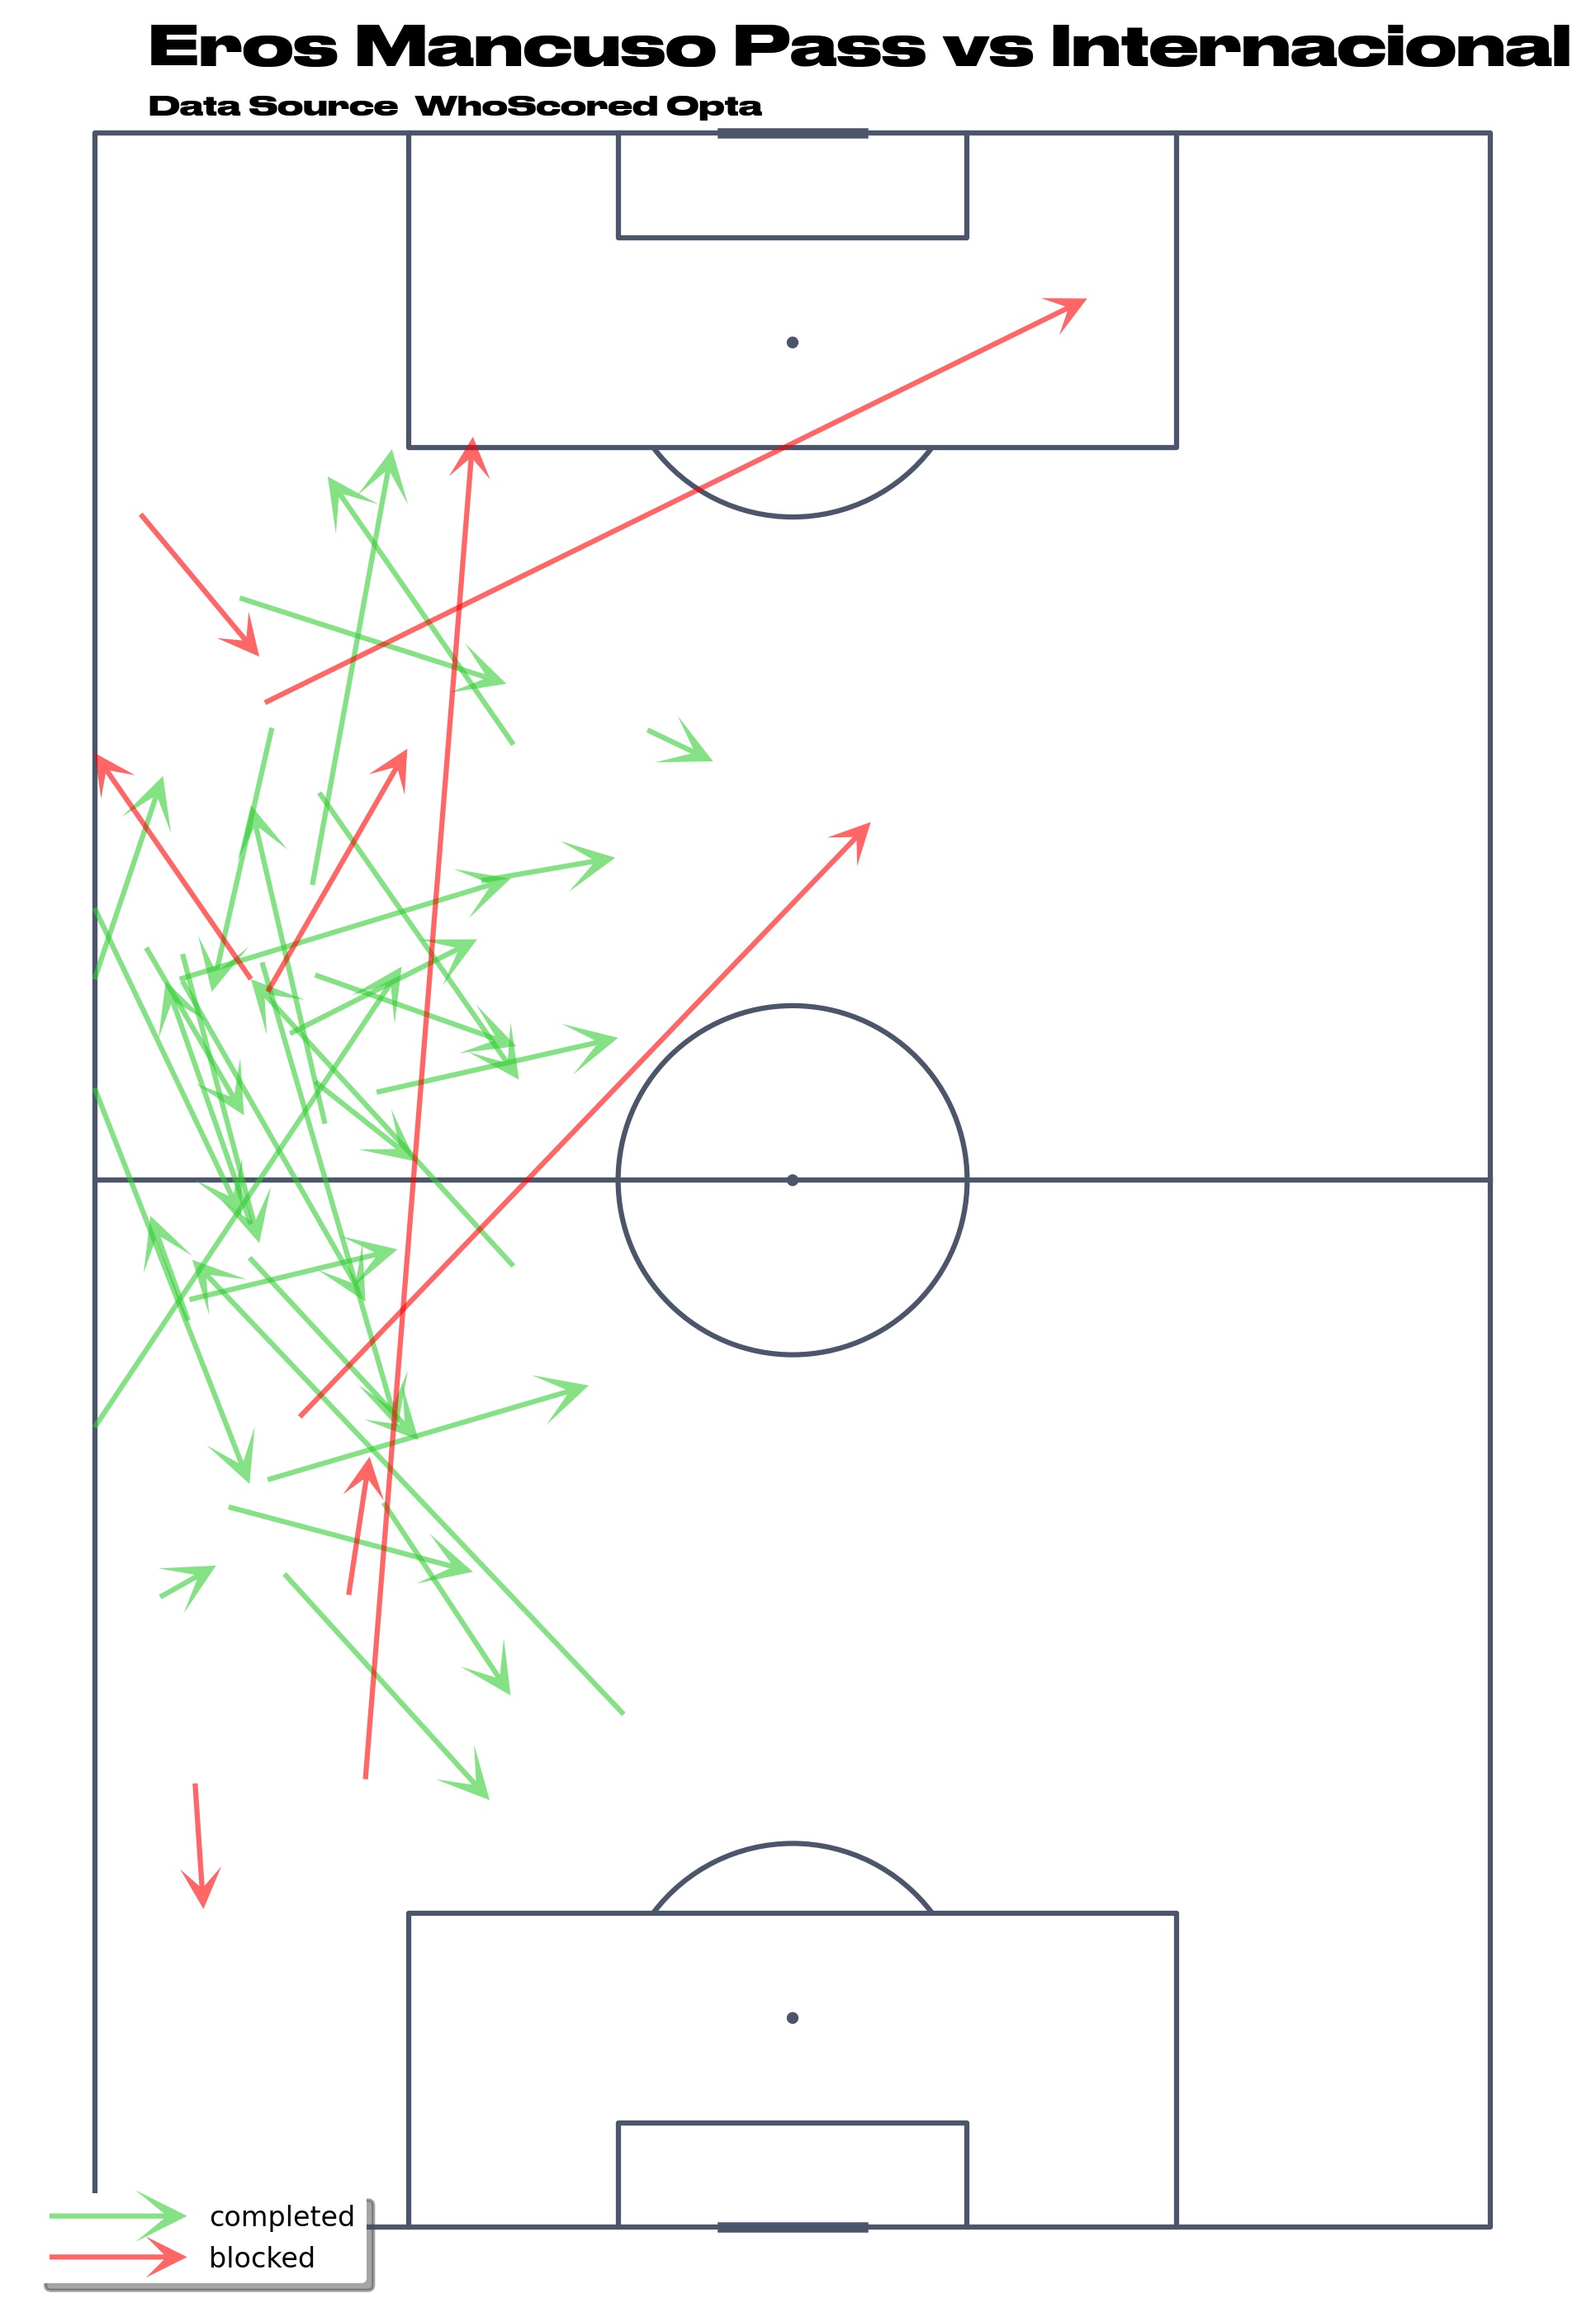 Eros Mancuso Pass vs Internacional
Data Source WhoScored Opta
completed
blocked